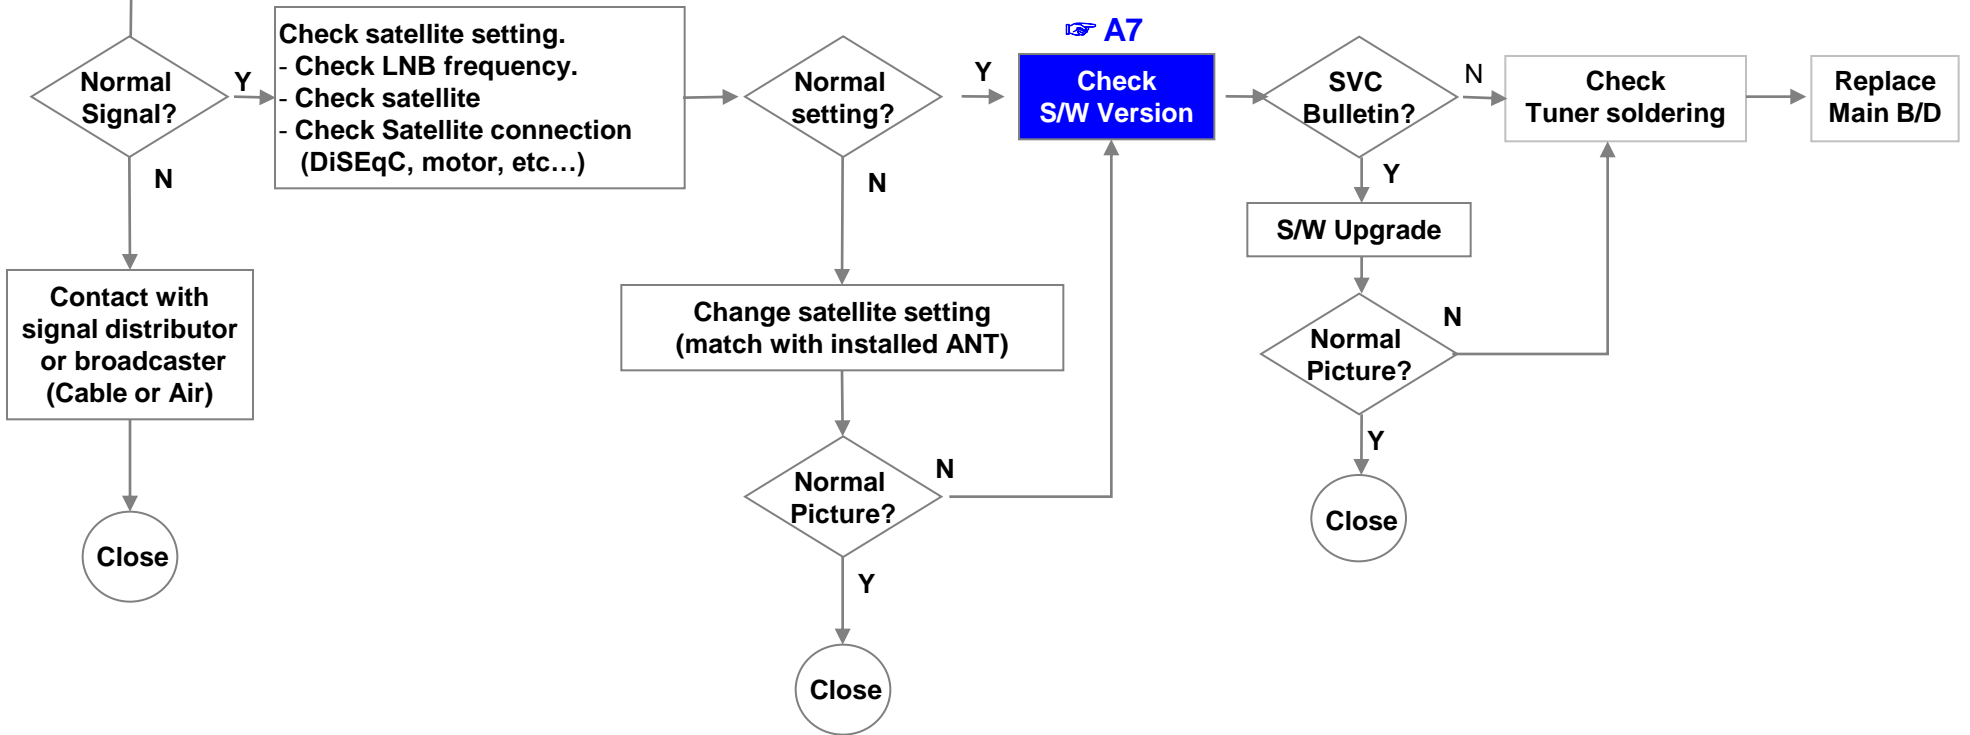 Normal
Signal?
Y
N
Check satellite setting.
- Check LNB frequency.
- Check satellite
- Check Satellite connection
(DiSEqC, motor, etc…)
Contact with
signal distributor
or broadcaster
(Cable or Air)
Close
Normal
setting?
Y
N
Change satellite setting
(match with installed ANT)
Normal
Picture?
N
Y
Close
☞ A7
Check
S/W Version
SVC
Bulletin?
N
Y
S/W Upgrade
Normal
Picture?
N
Y
Close
Check
Tuner soldering
Replace
Main B/D